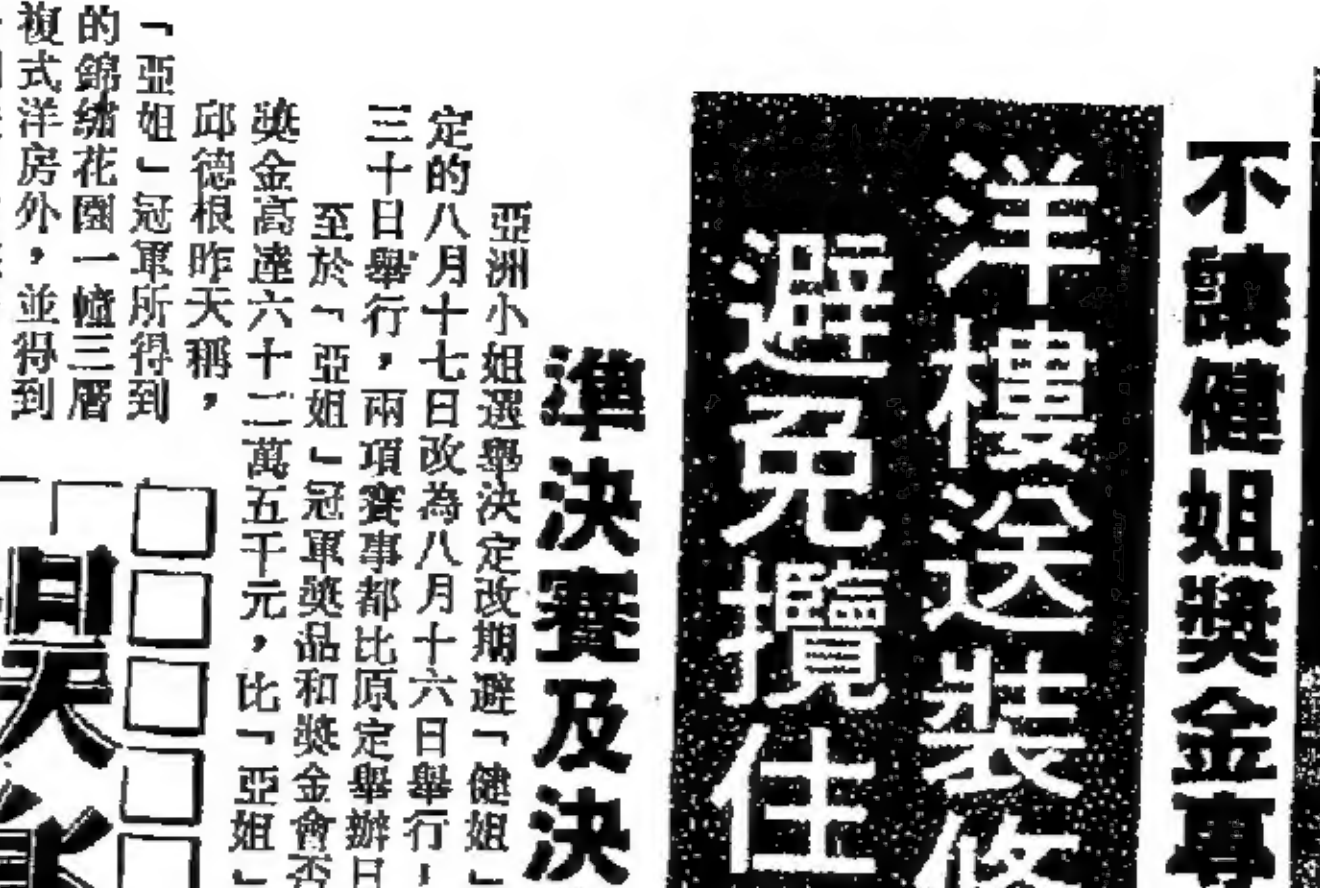 不讓健姐獎金專
洋樓送裝修
避免攬住
準決賽及決
亞洲小姐選舉決定改期避「健姐」
定的八月十七日改為八月十六日舉行
三十日舉行，兩項賽事都比原定舉辦日
至於「亞姐」冠軍獎品和獎金會否
獎金高達六十二萬五千元，比「亞姐」
邱德根昨天稱，
「亞姐」冠軍所得到
的錦繡花園一幢三層
複式洋房外，並得到